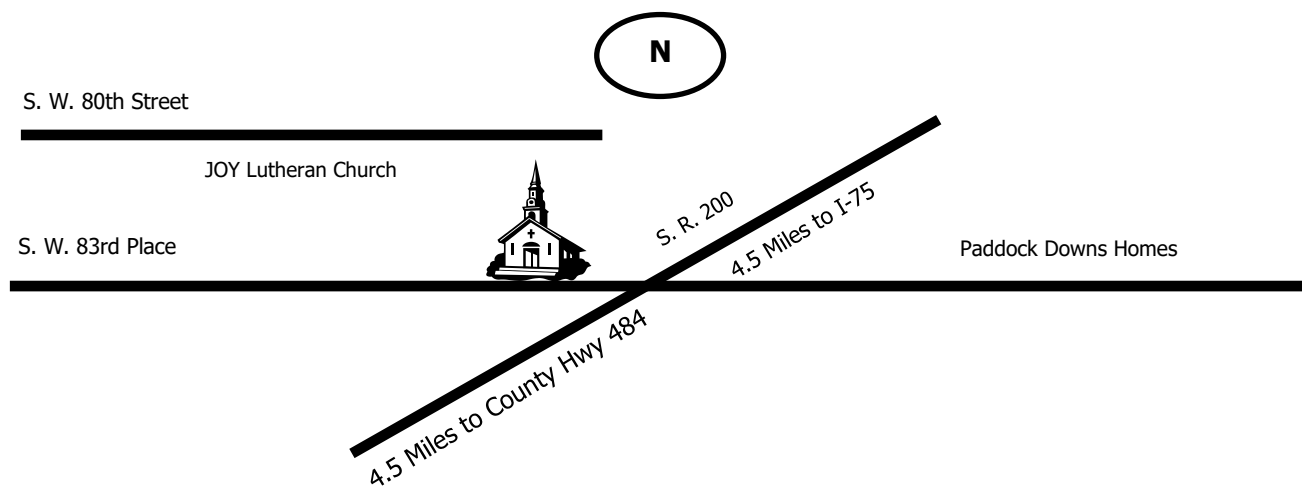 N
S. W. 80th Street
JOY Lutheran Church
S. R. 200
4.5 Miles to I-75
S. W. 83rd Place
Paddock Downs Homes
4.5 Miles to County Hwy 484